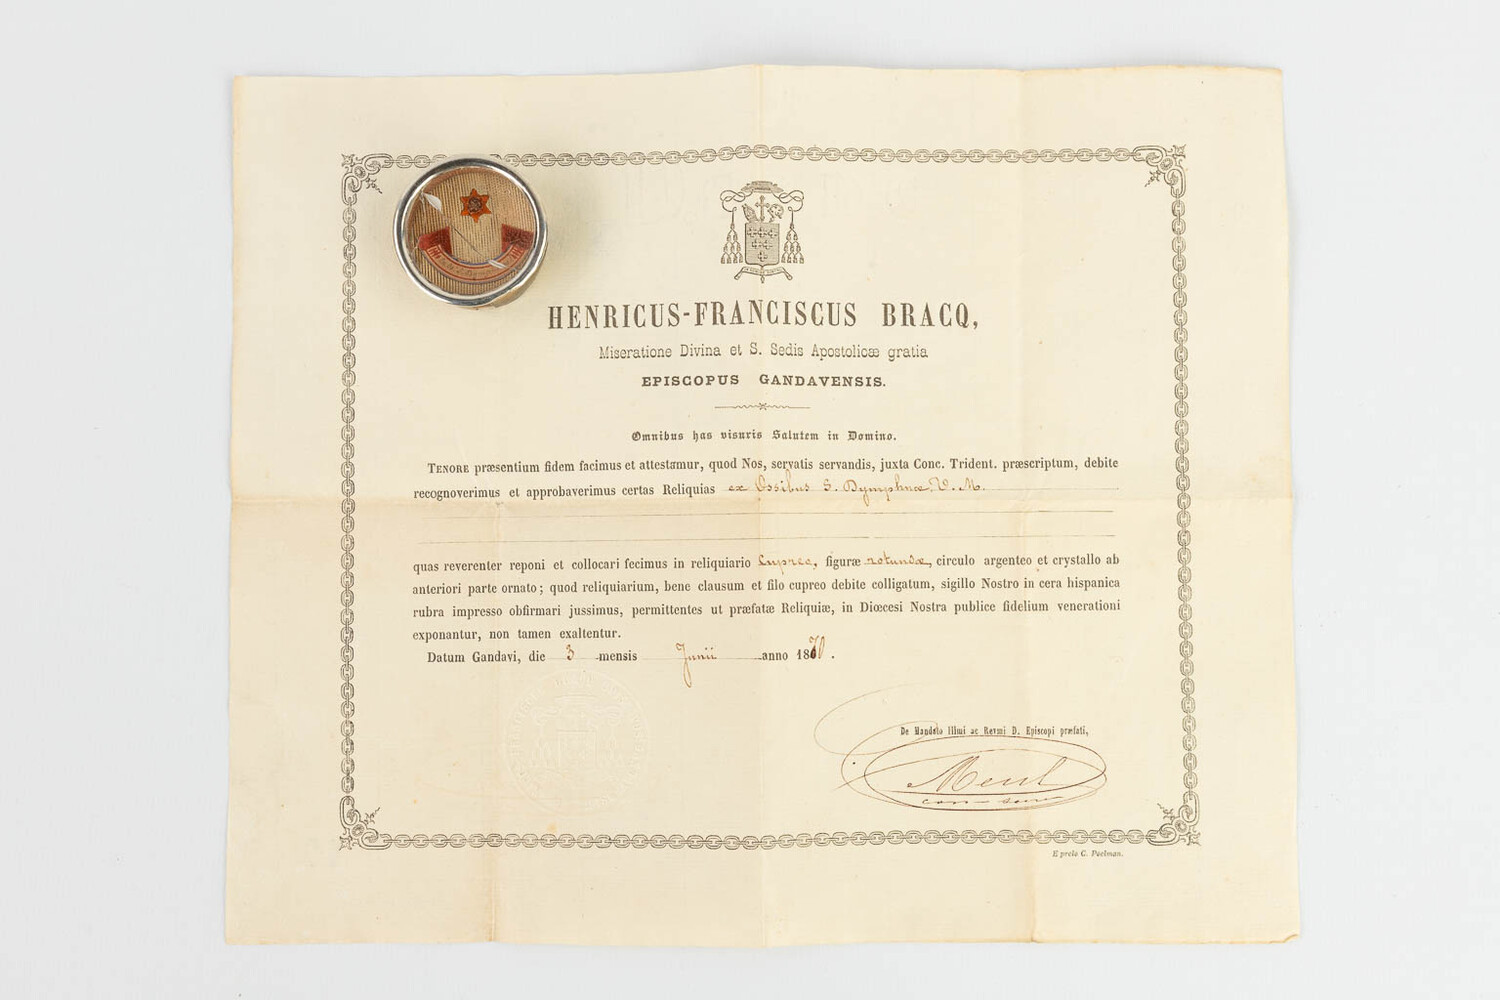 HENRICUS-FRANCISCUS BRACQ,
Miseratione Divina et S. Sedis Apostolicæ gratia
EPISCOPUS GANDAVENSIS.
Omnibus has visuris Salutem in Domino.
TENORE præsentium fidem facimus et attestamur, quod Nos, servatis servandis, juxta Conc. Trident. præscriptum, debite
recognoverimus et approbaverimus certas Reliquias ex Ossibus S. Dymphnæ. V. M.
quas reverenter reponi et collocari fecimus in reliquiario Cupreo, figuræ rotundæ, circulo argenteo et crystallo ab
anteriori parte ornato; quod reliquiarium, bene clausum et filo cupreo debite colligatum, sigillo Nostro in cera hispanica
rubra impresso obfirmari jussimus, permittentes ut præfatæ Reliquiæ, in Diœcesi Nostra publice fidelium venerationi
exponantur, non tamen exaltentur.
Datum Gandavi, die 3 mensis Junii anno 1870.
De Mandato Illmi ac Revmi D. Episcopi præfati,
E prelo C. Poelman.